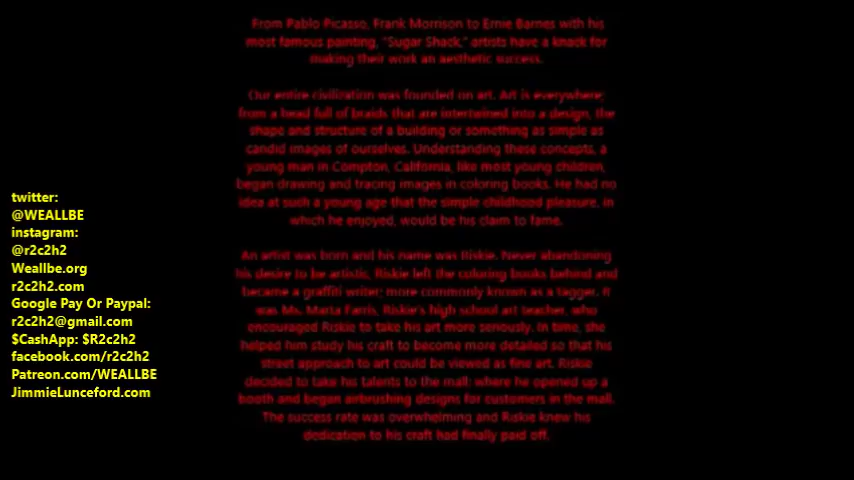 From Pablo Picasso, Frank Morrison to Ernie Barnes with his
most famous painting, "Sugar Shack," artists have a knack for
making their work an aesthetic success.
Our entire civilization was founded on art. Art is everywhere;
from a head full of braids that are intertwined into a design, the
shape and structure of a building or something as simple as
candid images of ourselves. Understanding these concepts, a
young man in Compton, California, like most young children,
began drawing and tracing images in coloring books. He had no
idea at such a young age that the simple childhood pleasure, in
which he enjoyed, would be his claim to fame.
An artist was born and his name was Riskie. Never abandoning
his desire to be artistic, Riskie left the coloring books behind and
became a graffiti writer; more commonly known as a tagger. It
was Ms. Marta Farris, Riskie's high school art teacher, who
encouraged Riskie to take his art more seriously. In time, she
helped him study his craft to become more detailed so that his
street approach to art could be viewed as fine art. Riskie
decided to take his talents to the mall; where he opened up a
booth and began airbrushing designs for customers in the mall.
The success rate was overwhelming and Riskie knew his
dedication to his craft had finally paid off.
twitter:
@WEALLBE
instagram:
@r2c2h2
Weallbe.org
r2c2h2.com
Google Pay Or Paypal:
r2c2h2@gmail.com
$CashApp: $R2c2h2
facebook.com/r2c2h2
Patreon.com/WEALLBE
JimmieLunceford.com